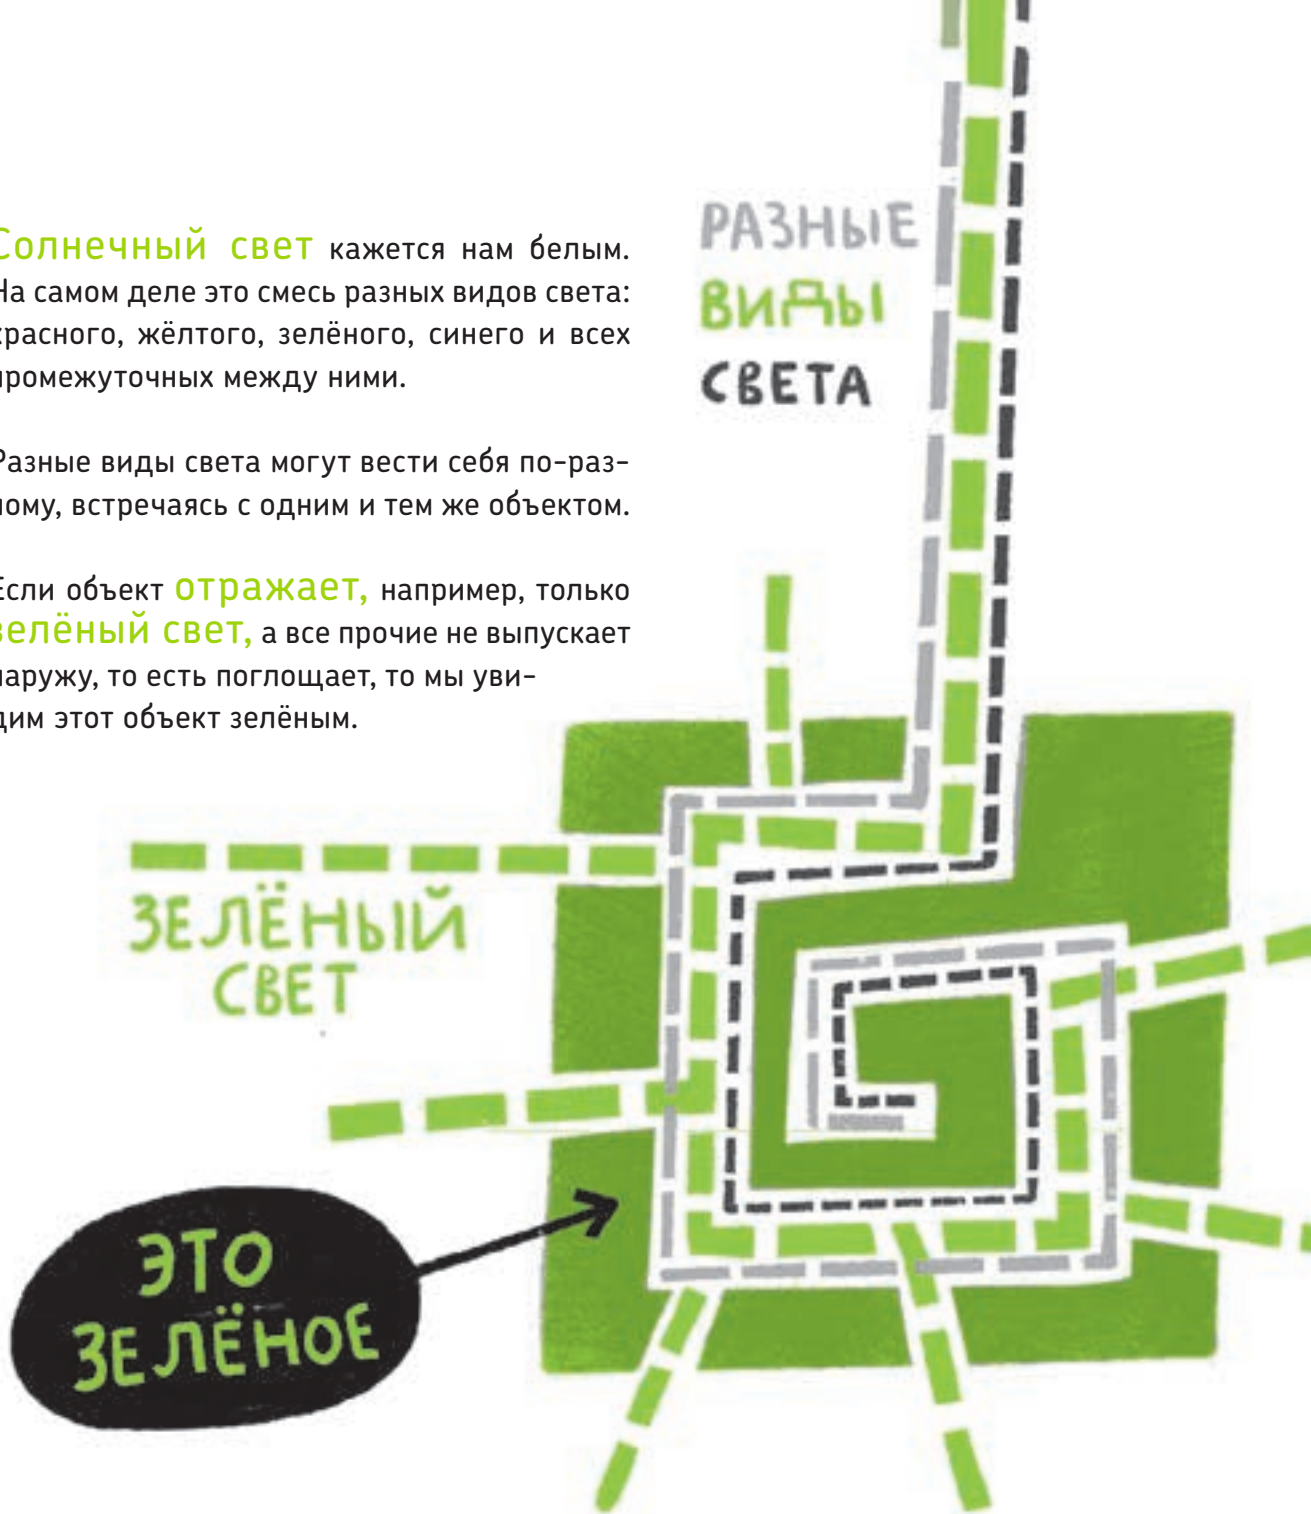 Солнечный свет кажется нам белым.
На самом деле это смесь разных видов света:
красного, жёлтого, зелёного, синего и всех
промежуточных между ними.
Разные виды света могут вести себя по-раз-
ному, встречаясь с одним и тем же объектом.
Если объект отражает, например, только
зелёный свет, а все прочие не выпускает
наружу, то есть поглощает, то мы уви-
дим этот объект зелёным.
РАЗНЫЕ
ВИДЫ
СВЕТА
ЗЕЛЁНЫЙ
СВЕТ
ЭТО
ЗЕЛЁНОЕ